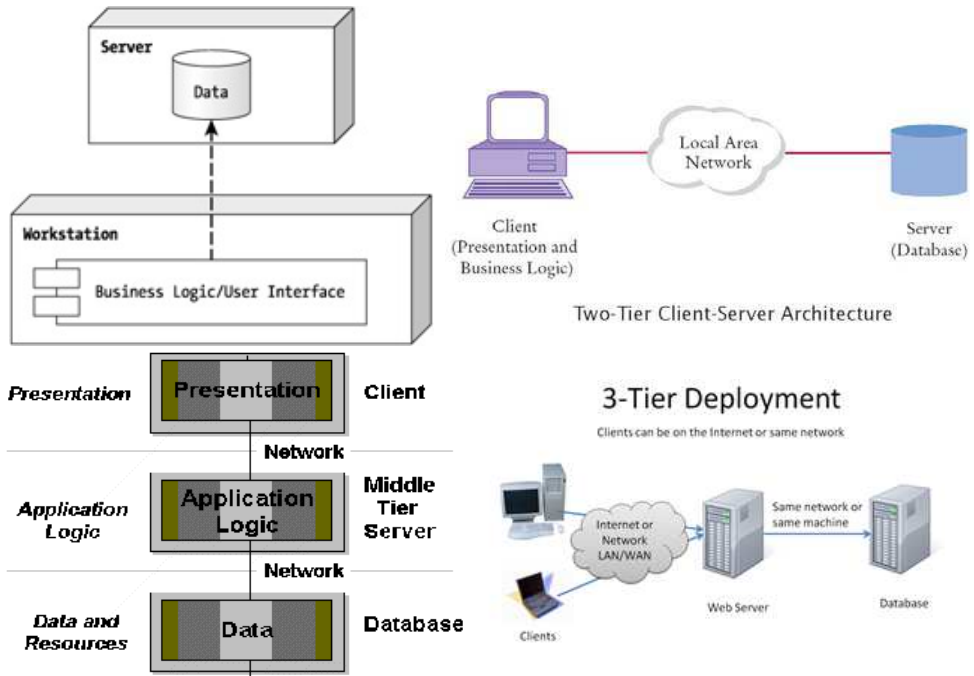 Server
Data
Workstation
Business Logic/User Interface
Local Area
Network
Client
(Presentation and
Business Logic)
Server
(Database)
Two-Tier Client-Server Architecture
Presentation
Presentation
Client
Network
Application
Logic
Application
Logic
Middle
Tier
Server
Network
Data and
Resources
Data
Database
3-Tier Deployment
Clients can be on the Internet or same network
Internet or
Network
LAN/WAN
Same network or
same machine
Clients
Web Server
Database